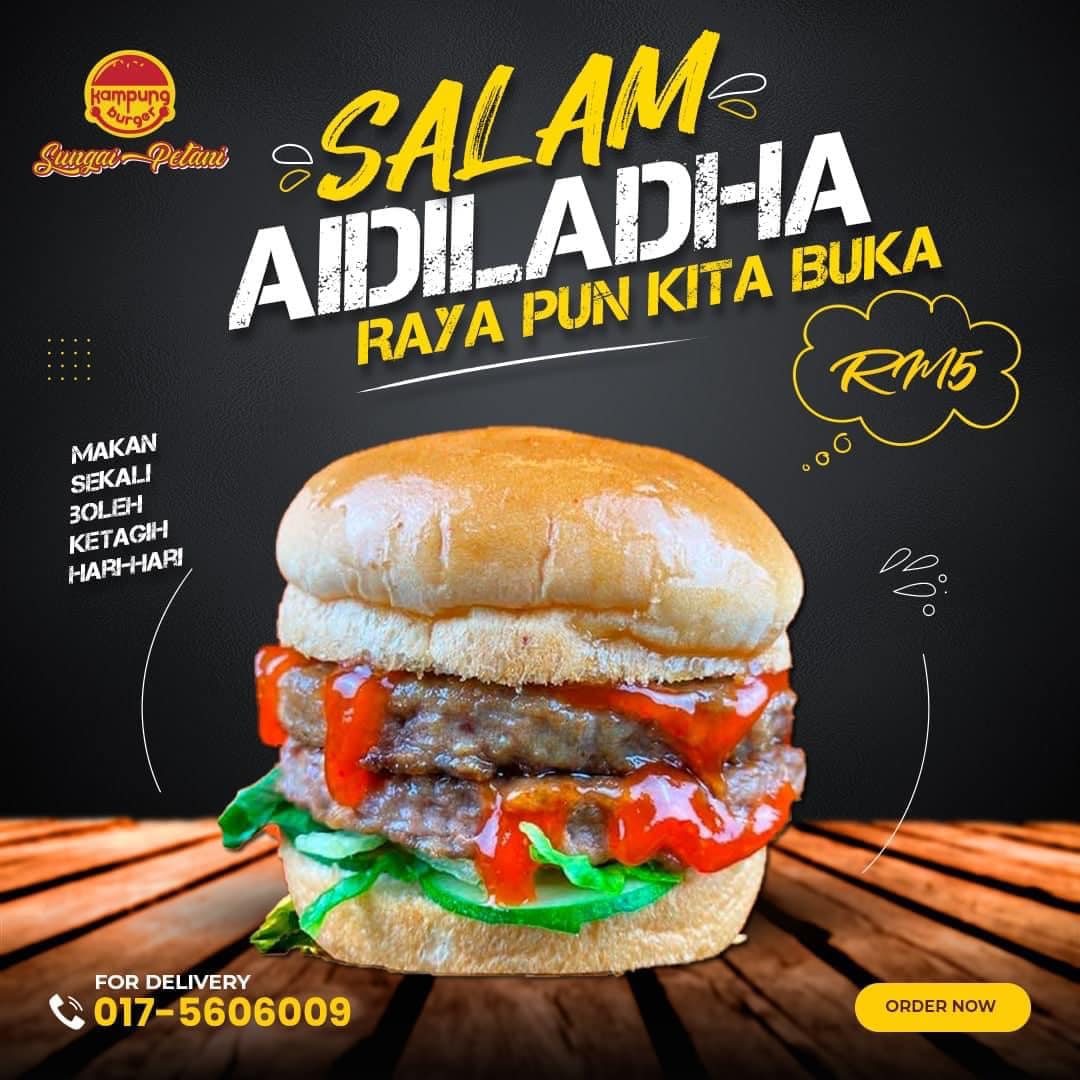 kampung
burger
Sungai Petani
SALAM
AIDILADHA
RAYA PUN KITA BUKA
RM5
MAKAN
SEKALI
BOLEH
KETAGIH
HARI-HARI
FOR DELIVERY
017-5606009
ORDER NOW